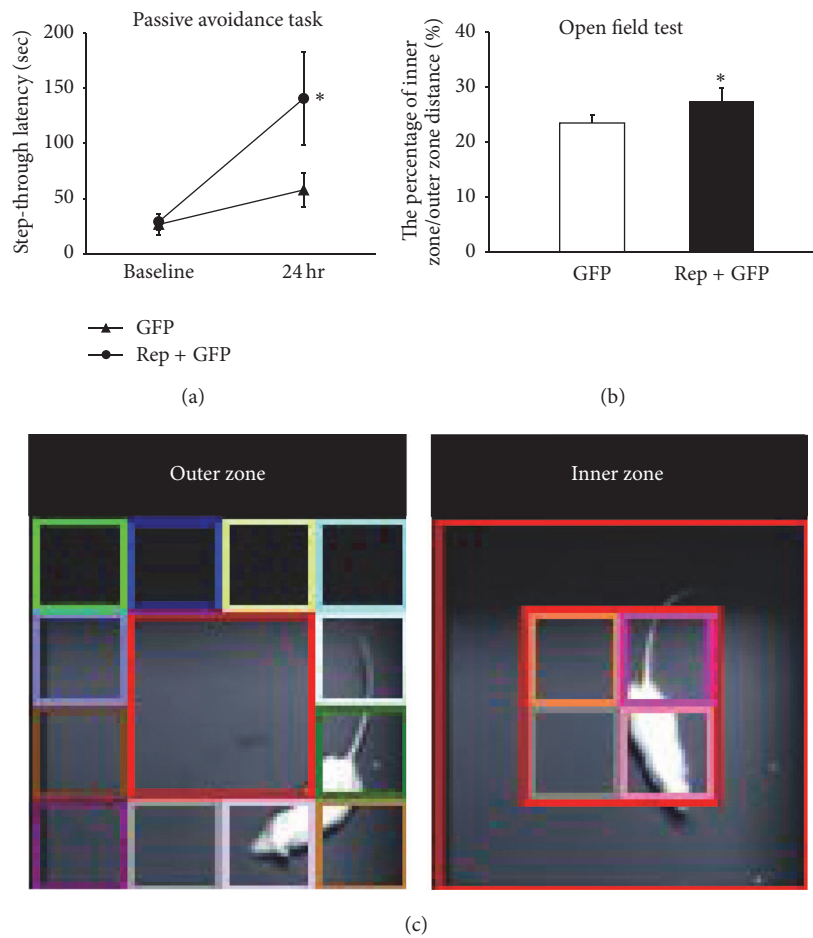 Passive avoidance task
Step-through latency (sec)
200
150
100
50
0
*
Baseline
24 hr
GFP
Rep + GFP
(a)
Open field test
The percentage of inner
zone/outer zone distance (%)
40
30
20
10
0
*
GFP
Rep + GFP
(b)
Outer zone
Inner zone
(c)